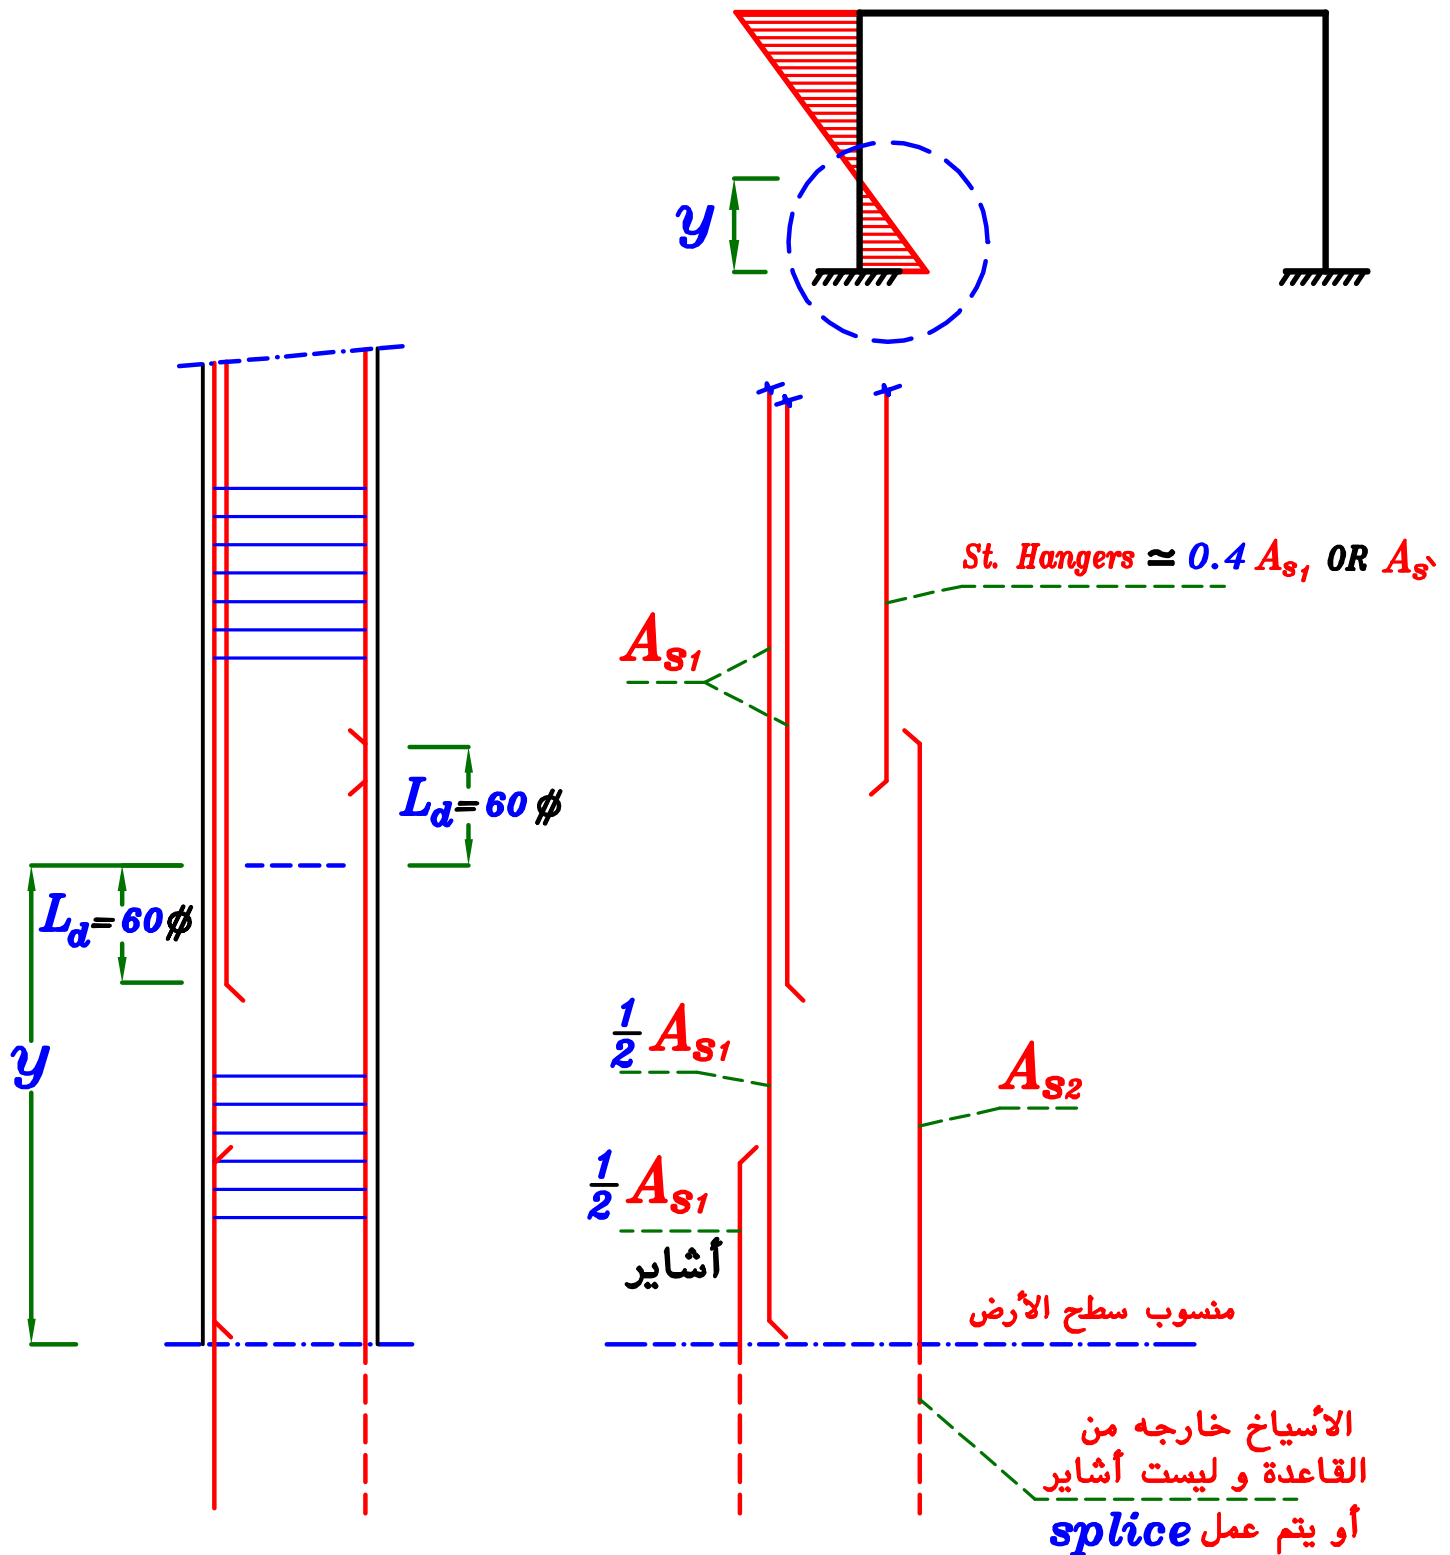 y
St. Hangers ≃ 0.4 As1 OR As`
As1
Ld = 60 φ
Ld = 60 φ
y
1/2 As1
As2
1/2 As1
أشاير
منسوب سطح الأرض
الأسياخ خارجه من
القاعدة و ليست أشاير
أو يتم عمل splice